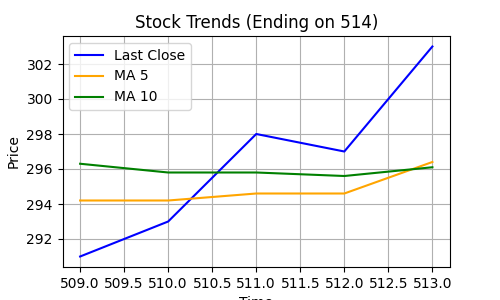 Stock Trends (Ending on 514)
Last Close
MA 5
MA 10
Price
302
300
298
296
294
292
509.0 509.5 510.0 510.5 511.0 511.5 512.0 512.5 513.0
Time